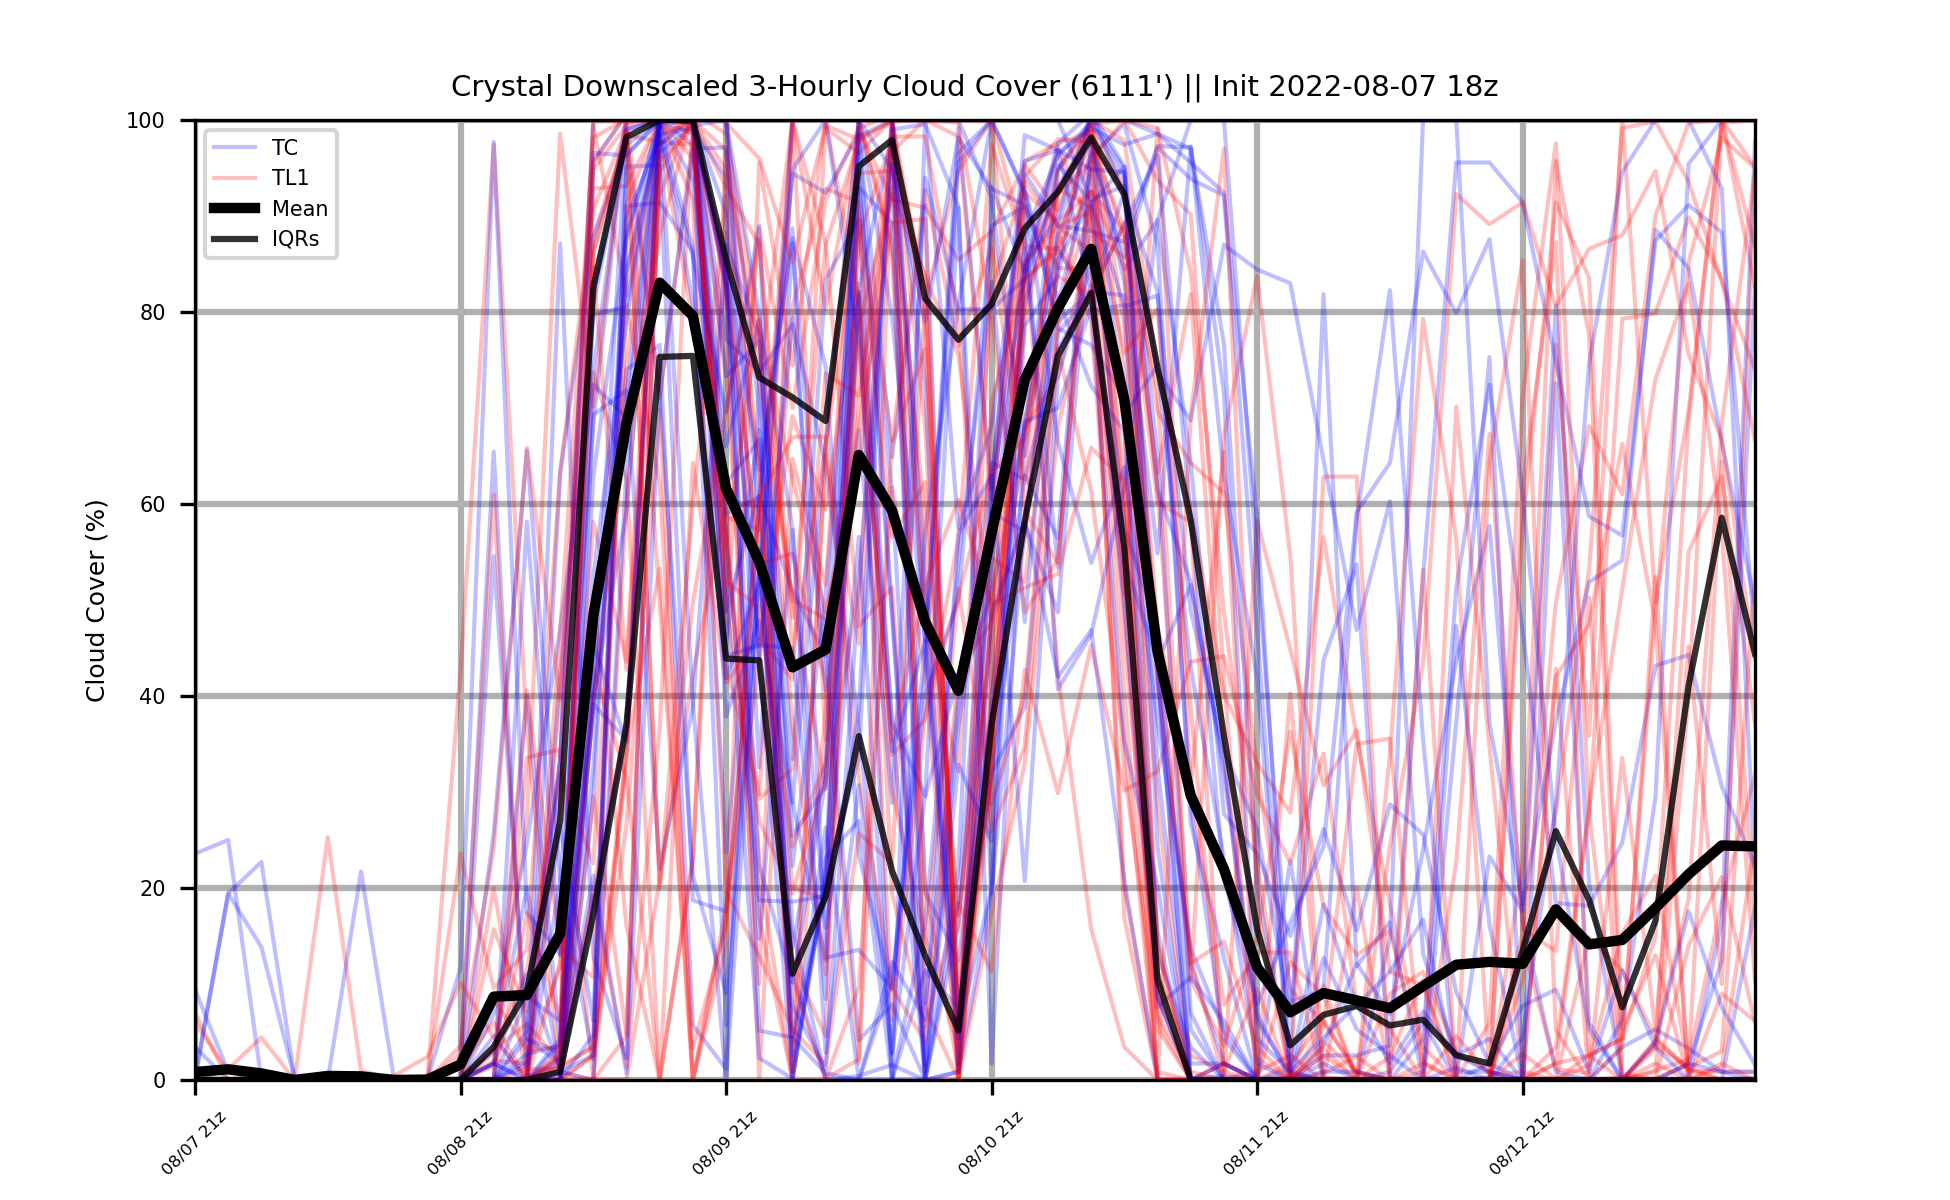 Crystal Downscaled 3-Hourly Cloud Cover (6111') || Init 2022-08-07 18z
100
80
60
40
20
0
Cloud Cover (%)
TC
TL1
Mean
IQRs
08/07 21z
08/08 21z
08/09 21z
08/10 21z
08/11 21z
08/12 21z